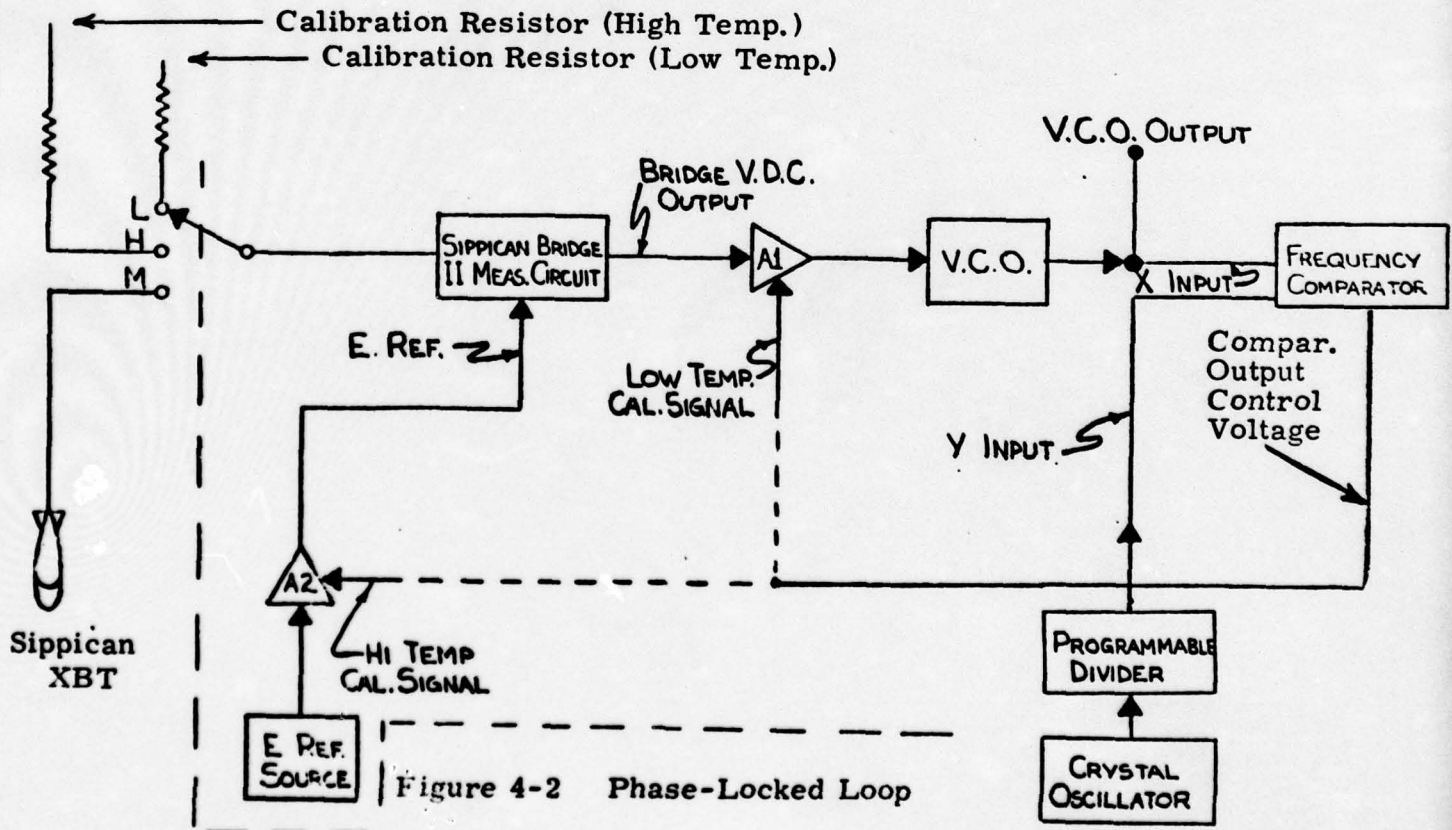 Calibration Resistor (High Temp.)
Calibration Resistor (Low Temp.)
V.C.O. OUTPUT
BRIDGE V.D.C.
OUTPUT
L
H
M
SIPPICAN BRIDGE
II MEAS. CIRCUIT
A1
V.C.O.
X INPUT
FREQUENCY
COMPARATOR
E. REF.
LOW TEMP.
CAL. SIGNAL
Y INPUT
Compar.
Output
Control
Voltage
A2
HI TEMP
CAL. SIGNAL
Sippican
XBT
PROGRAMMABLE
DIVIDER
E REF.
SOURCE
CRYSTAL
OSCILLATOR
Figure 4-2 Phase-Locked Loop